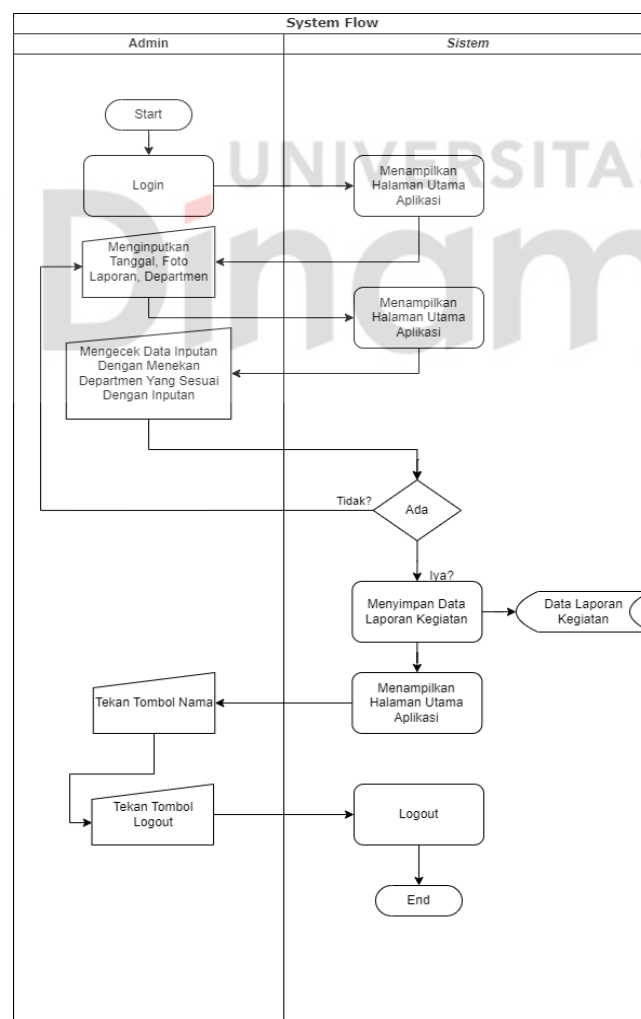 System Flow
Admin
Sistem
Start
UNIVERSITAS
Dinam
Login
Menampilkan
Halaman Utama
Aplikasi
Menginputkan
Tanggal, Foto
Laporan, Departmen
Menampilkan
Halaman Utama
Aplikasi
Mengecek Data Inputan
Dengan Menekan
Departmen Yang Sesuai
Dengan Inputan
Tidak?
Ada
Iya?
Menyimpan Data
Laporan Kegiatan
Data Laporan
Kegiatan
Menampilkan
Halaman Utama
Aplikasi
Tekan Tombol Nama
Tekan Tombol
Logout
Logout
End